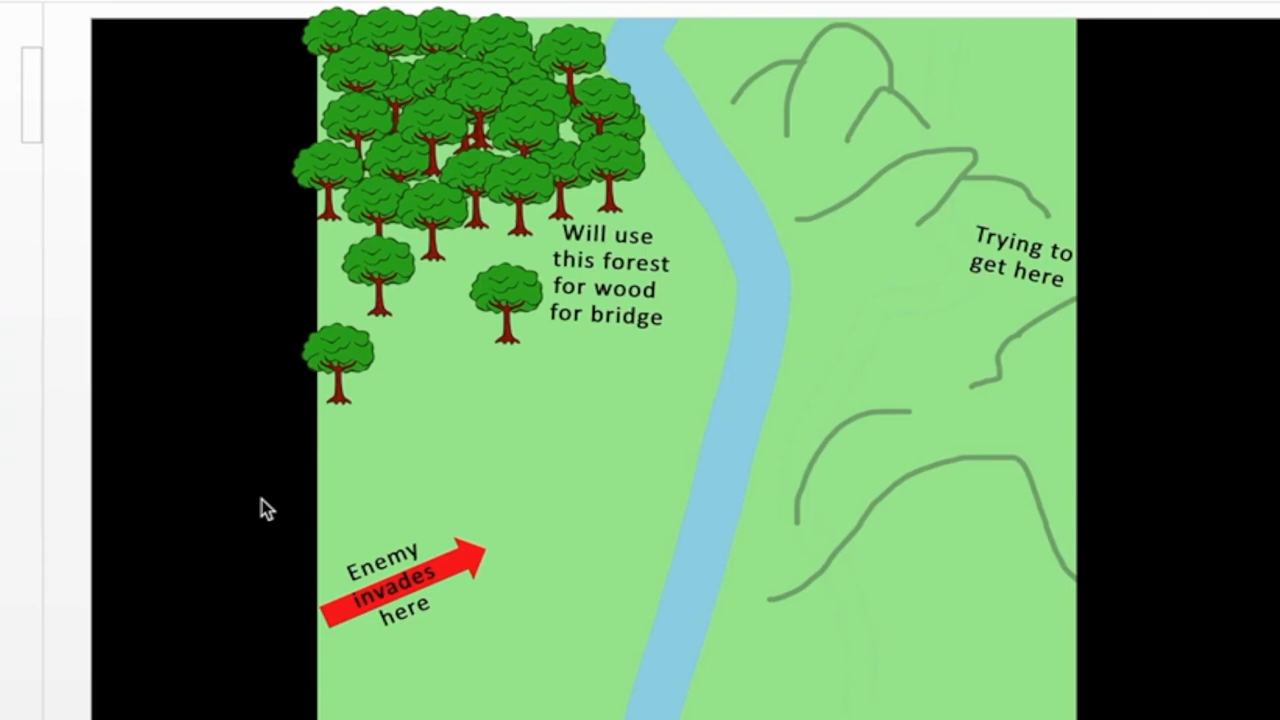 Will use
this forest
for wood
for bridge
Trying to
get here
Enemy
invades
here